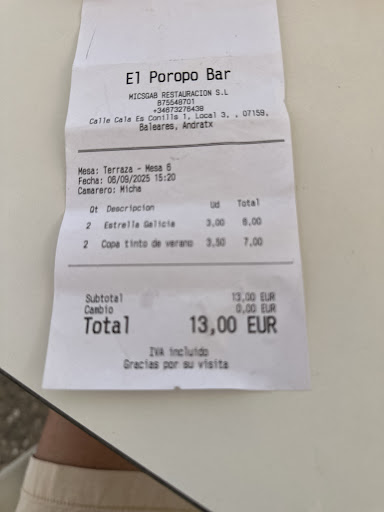 El Poropo Bar
MICSGAB RESTAURACION S.L
B75548701
+34673276438
Calle Cala Es Conills 1, Local 3, , 07159,
Baleares, Andratx
Mesa: Terraza - Mesa 6
Fecha: 06/09/2025 15:20
Camarero: Micha
Qt Descripcion Ud Total
2 Estrella Galicia 3,00 6,00
2 Copa tinto de verano 3,50 7,00
Subtotal 13,00 EUR
Cambio 0,00 EUR
Total 13,00 EUR
IVA incluido
Gracias por su visita